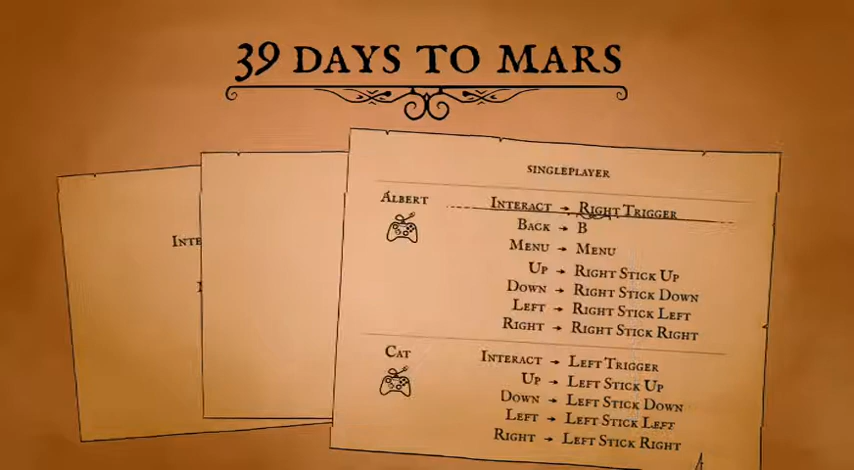 39 DAYS TO MARS
SINGLEPLAYER
ALBERT
INTERACT → RIGHT TRIGGER
BACK → B
MENU → MENU
UP → RIGHT STICK UP
DOWN → RIGHT STICK DOWN
LEFT → RIGHT STICK LEFT
RIGHT → RIGHT STICK RIGHT
CAT
INTERACT → LEFT TRIGGER
UP → LEFT STICK UP
DOWN → LEFT STICK DOWN
LEFT → LEFT STICK LEFT
RIGHT → LEFT STICK RIGHT
INTE